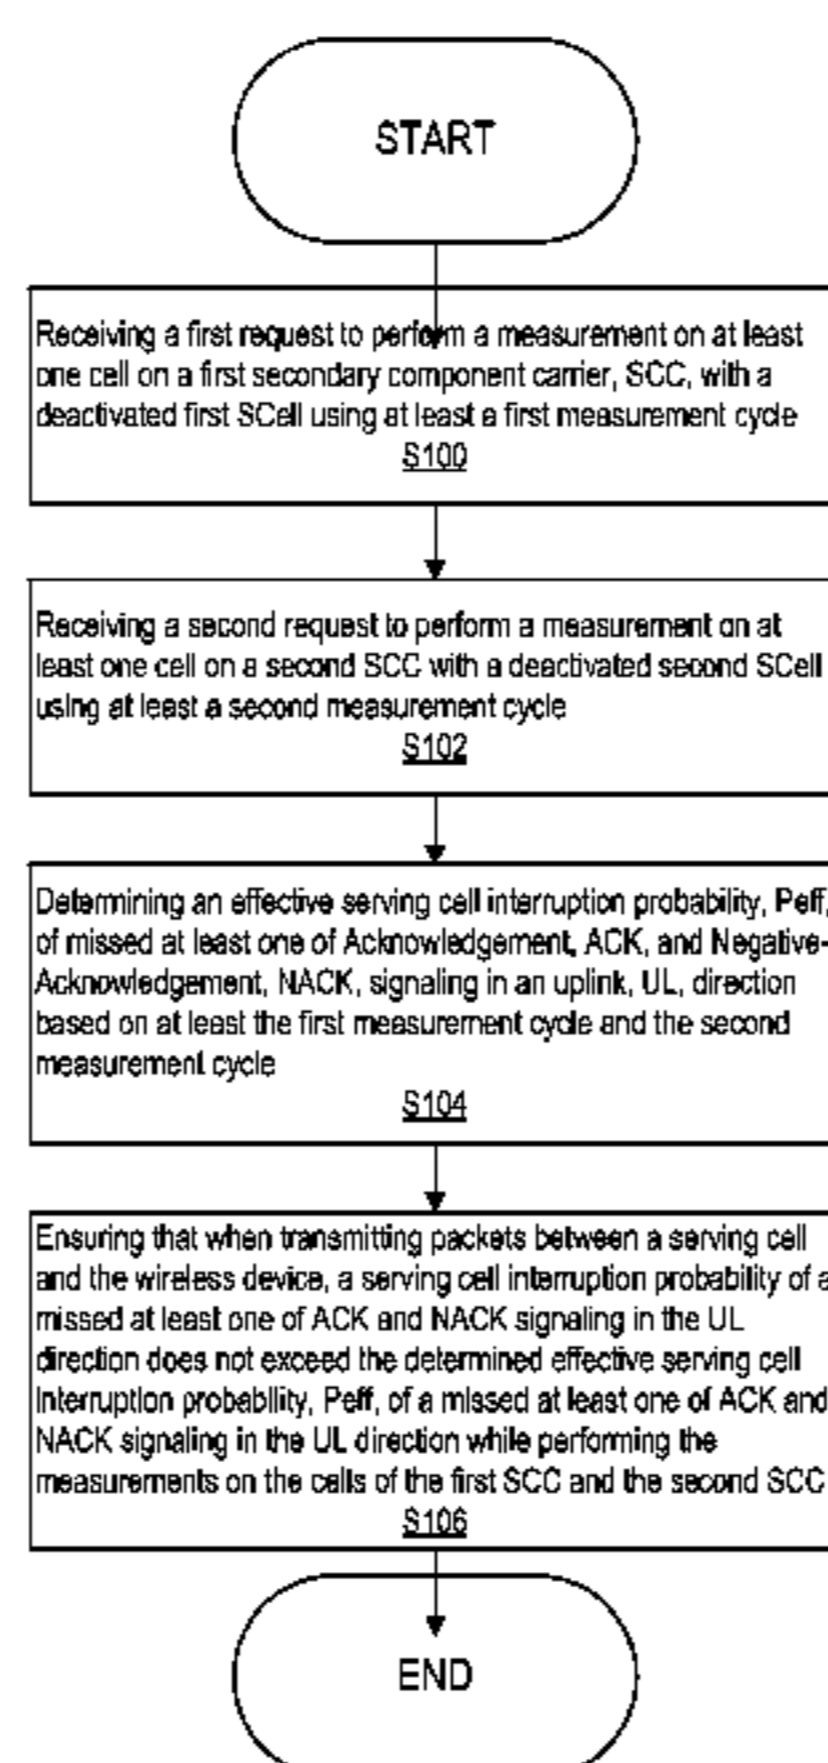 START
Receiving a first request to perform a measurement on at least
one cell on a first secondary component carrier, SCC, with a
deactivated first SCell using at least a first measurement cycle
S100
Receiving a second request to perform a measurement on at
least one cell on a second SCC with a deactivated second SCell
using at least a second measurement cycle
S102
Determining an effective serving cell interruption probability, Peff,
of missed at least one of Acknowledgement, ACK, and Negative-
Acknowledgement, NACK, signaling in an uplink, UL, direction
based on at least the first measurement cycle and the second
measurement cycle
S104
Ensuring that when transmitting packets between a serving cell
and the wireless device, a serving cell interruption probability of a
missed at least one of ACK and NACK signaling in the UL
direction does not exceed the determined effective serving cell
interruption probability, Peff, of a missed at least one of ACK and
NACK signaling in the UL direction while performing the
measurements on the cells of the first SCC and the second SCC
S106
END